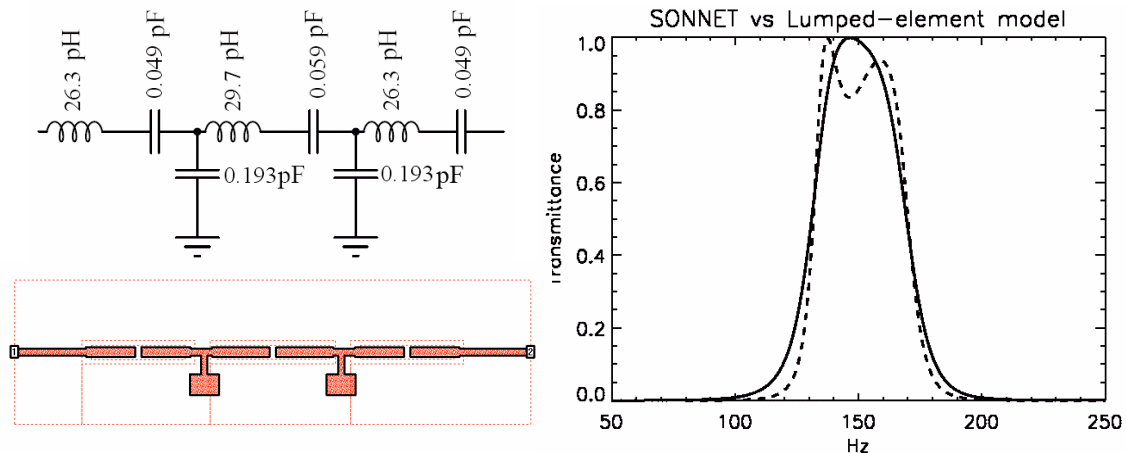 26.3 pH
0.049 pF
29.7 pH
0.059 pF
26.3 pH
0.049 pF
0.193pF
0.193pF
1
2
SONNET vs Lumped-element model
Transmittance
1.0
0.8
0.6
0.4
0.2
0.0
50
100
150
200
250
Hz